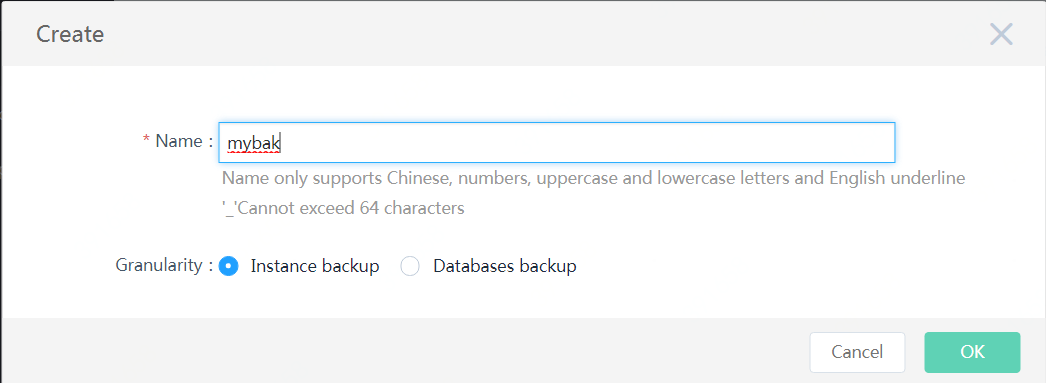 Create
* Name : mybak
Name only supports Chinese, numbers, uppercase and lowercase letters and English underline
'_'Cannot exceed 64 characters
Granularity : Instance backup Databases backup
Cancel OK